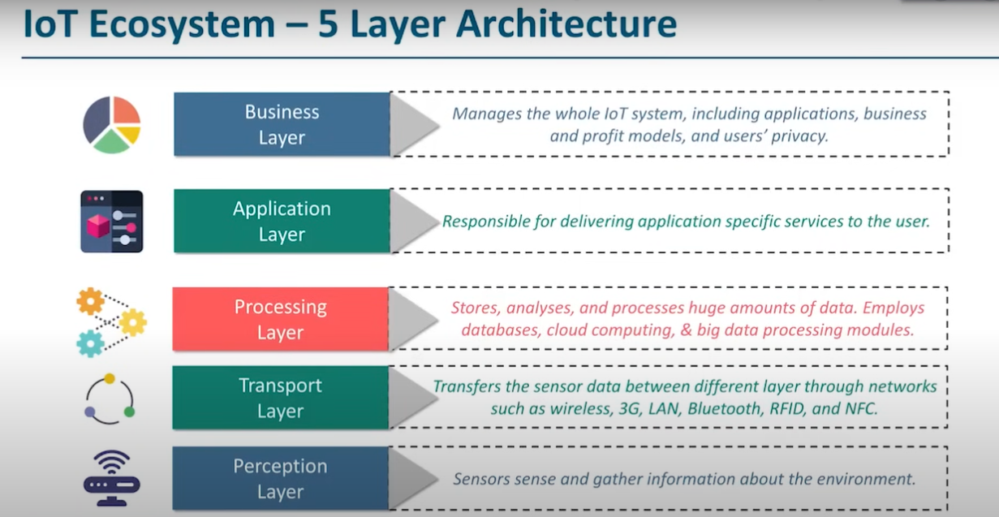 IoT Ecosystem – 5 Layer Architecture
Business
Layer
Manages the whole IoT system, including applications, business
and profit models, and users' privacy.
Application
Layer
Responsible for delivering application specific services to the user.
Processing
Layer
Stores, analyses, and processes huge amounts of data. Employs
databases, cloud computing, & big data processing modules.
Transport
Layer
Transfers the sensor data between different layer through networks
such as wireless, 3G, LAN, Bluetooth, RFID, and NFC.
Perception
Layer
Sensors sense and gather information about the environment.